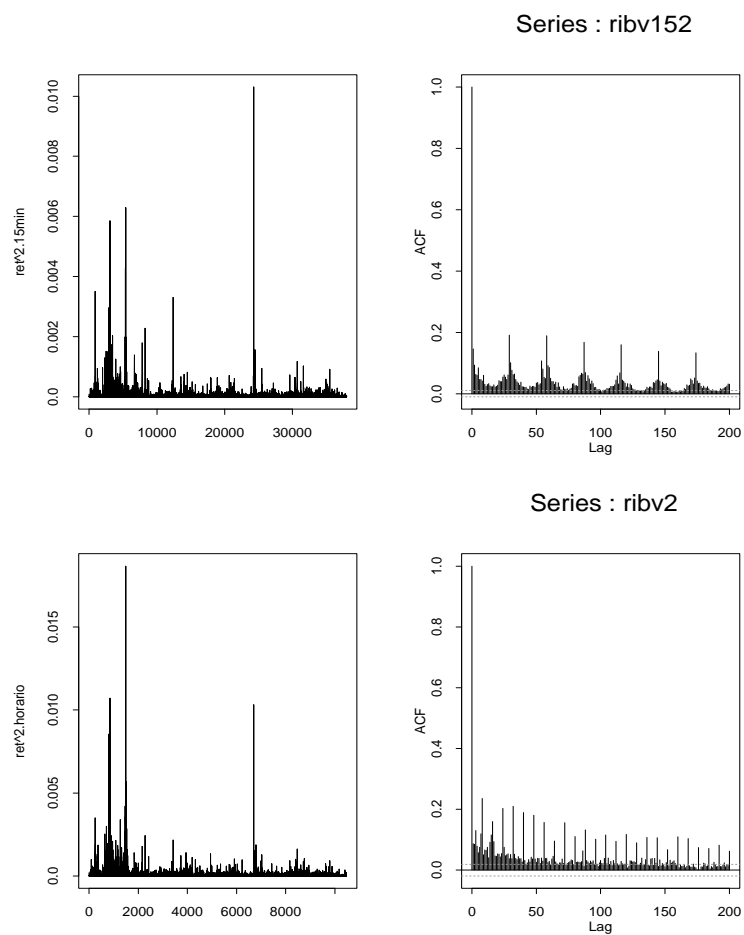 Series : ribv152
ret^2.15min
0.0 0.002 0.004 0.006 0.008 0.010
0 10000 20000 30000
ACF
0.0 0.2 0.4 0.6 0.8 1.0
0 50 100 150 200
Lag
Series : ribv2
ret^2.horario
0.0 0.005 0.010 0.015
0 2000 4000 6000 8000
ACF
0.0 0.2 0.4 0.6 0.8 1.0
0 50 100 150 200
Lag